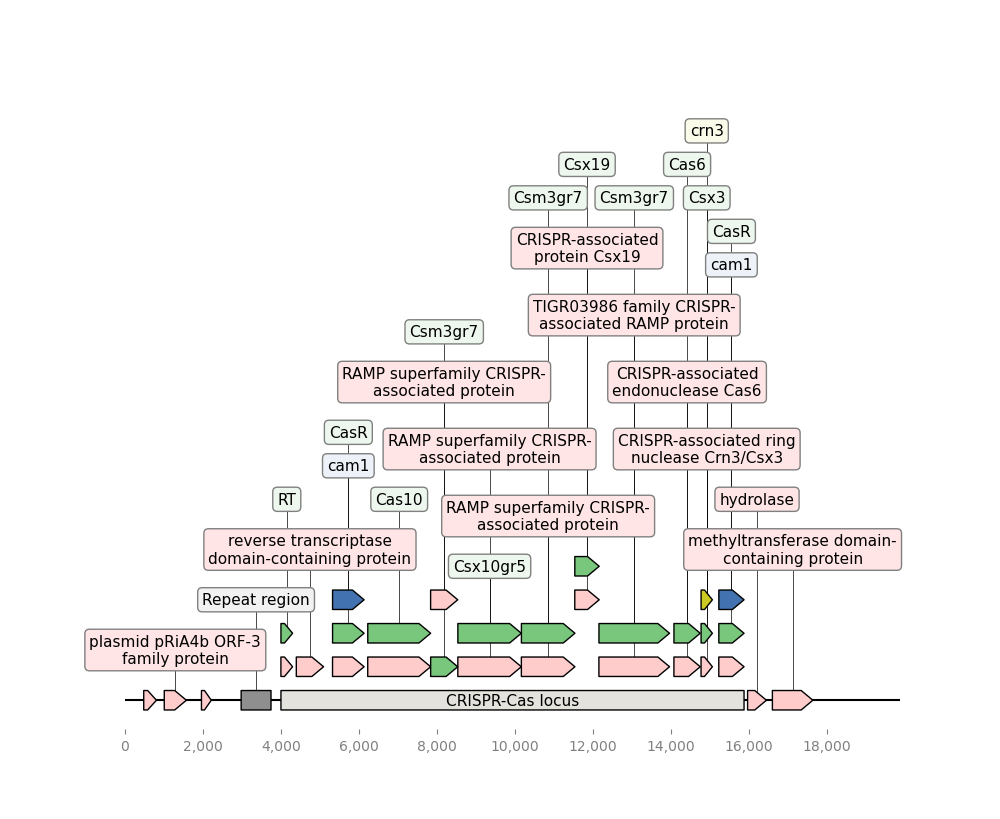 crn3
Csx19
Cas6
Csm3gr7
Csm3gr7
Csx3
CRISPR-associated
protein Csx19
CasR
cam1
TIGR03986 family CRISPR-
associated RAMP protein
Csm3gr7
RAMP superfamily CRISPR-
associated protein
CRISPR-associated
endonuclease Cas6
CasR
cam1
RAMP superfamily CRISPR-
associated protein
CRISPR-associated ring
nuclease Crn3/Csx3
RT
Cas10
RAMP superfamily CRISPR-
associated protein
hydrolase
reverse transcriptase
domain-containing protein
methyltransferase domain-
containing protein
Csx10gr5
Repeat region
plasmid pRiA4b ORF-3
family protein
CRISPR-Cas locus
0
2,000
4,000
6,000
8,000
10,000
12,000
14,000
16,000
18,000